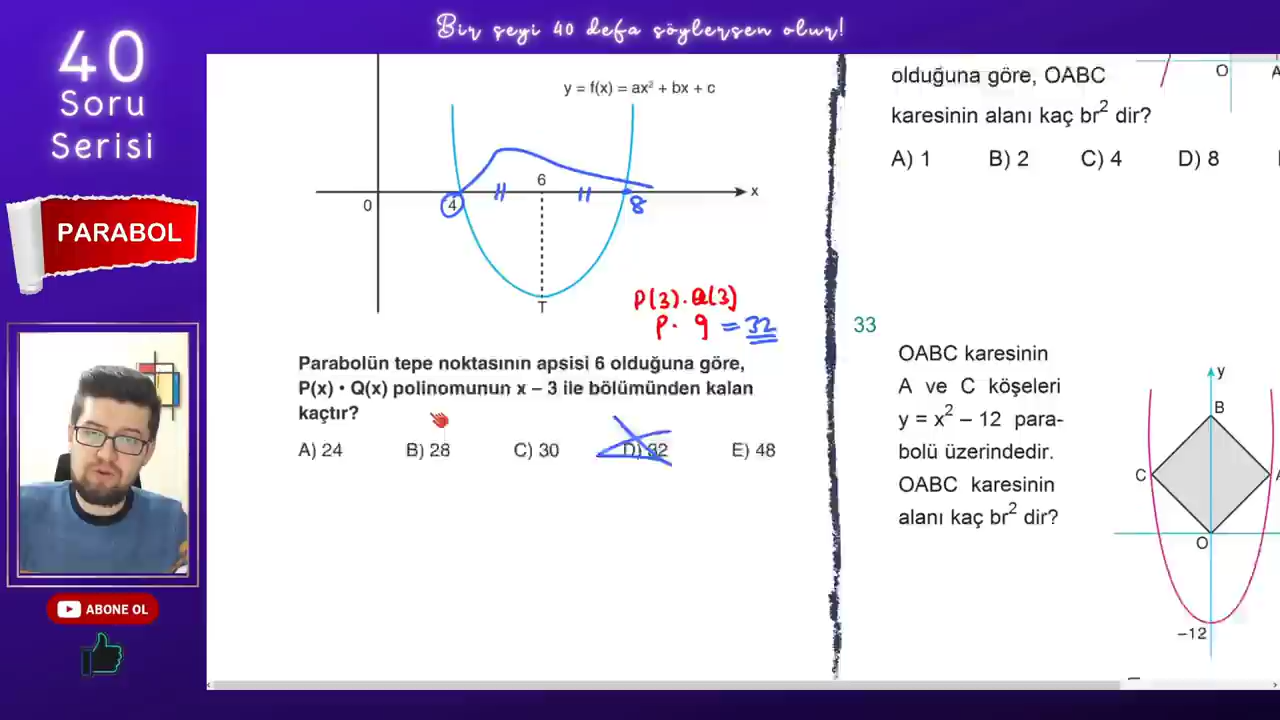 Bir şeyi 40 defa söylersen olur!
40
Soru
Serisi
PARABOL
ABONE OL
y = f(x) = ax² + bx + c
6
x
0
4
8
T
P(3).Q(3)
P. q = 32
Parabolün tepe noktasının apsisi 6 olduğuna göre,
P(x) • Q(x) polinomunun x – 3 ile bölümünden kalan
kaçtır?
A) 24 B) 28 C) 30 D) 32 E) 48
olduğuna göre, OABC
karesinin alanı kaç br² dir?
A) 1 B) 2 C) 4 D) 8
O
A
33
OABC karesinin
A ve C köşeleri
y = x² – 12 para-
bolü üzerindedir.
OABC karesinin
alanı kaç br² dir?
y
B
C
A
O
–12